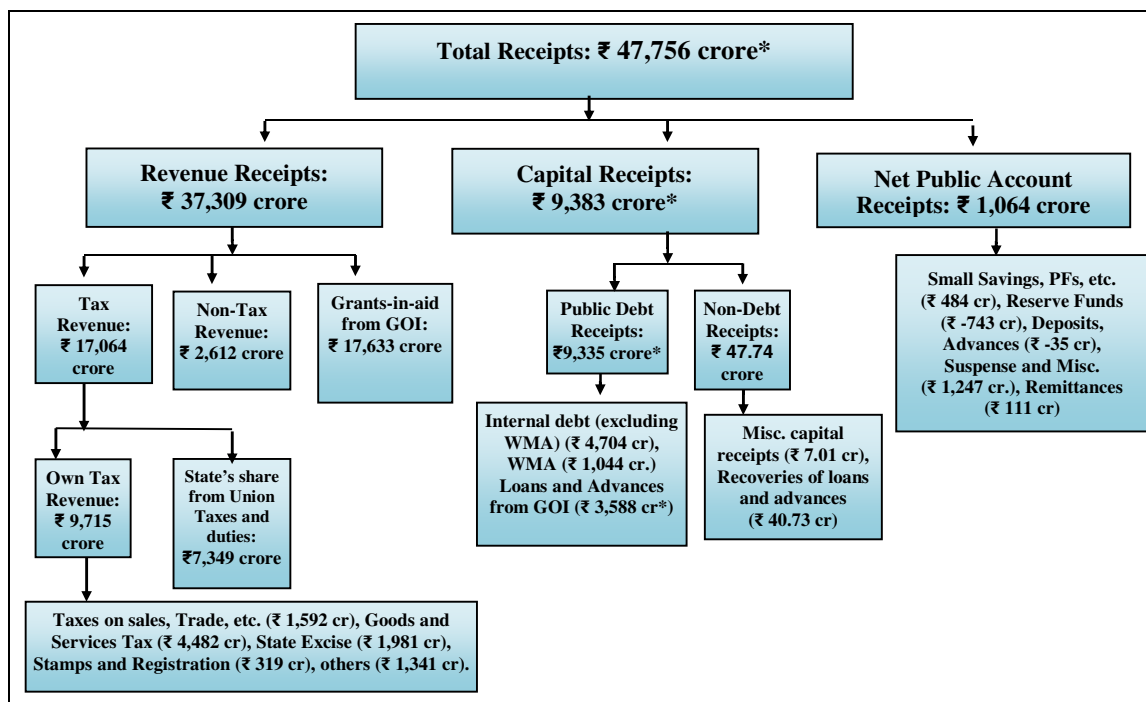 Total Receipts: ₹ 47,756 crore*
Revenue Receipts:
₹ 37,309 crore
Capital Receipts:
₹ 9,383 crore*
Net Public Account
Receipts: ₹ 1,064 crore
Tax
Revenue:
₹ 17,064
crore
Non-Tax
Revenue:
₹ 2,612 crore
Grants-in-aid
from GOI:
₹ 17,633 crore
Public Debt
Receipts:
₹9,335 crore*
Non-Debt
Receipts:
₹ 47.74
crore
Small Savings, PFs, etc.
(₹ 484 cr), Reserve Funds
(₹ -743 cr), Deposits,
Advances (₹ -35 cr),
Suspense and Misc.
(₹ 1,247 cr.), Remittances
(₹ 111 cr)
Own Tax
Revenue:
₹ 9,715
crore
State's share
from Union
Taxes and
duties:
₹7,349 crore
Internal debt (excluding
WMA) (₹ 4,704 cr),
WMA (₹ 1,044 cr.)
Loans and Advances
from GOI (₹ 3,588 cr*)
Misc. capital
receipts (₹ 7.01 cr),
Recoveries of loans
and advances
(₹ 40.73 cr)
Taxes on sales, Trade, etc. (₹ 1,592 cr), Goods and
Services Tax (₹ 4,482 cr), State Excise (₹ 1,981 cr),
Stamps and Registration (₹ 319 cr), others (₹ 1,341 cr).